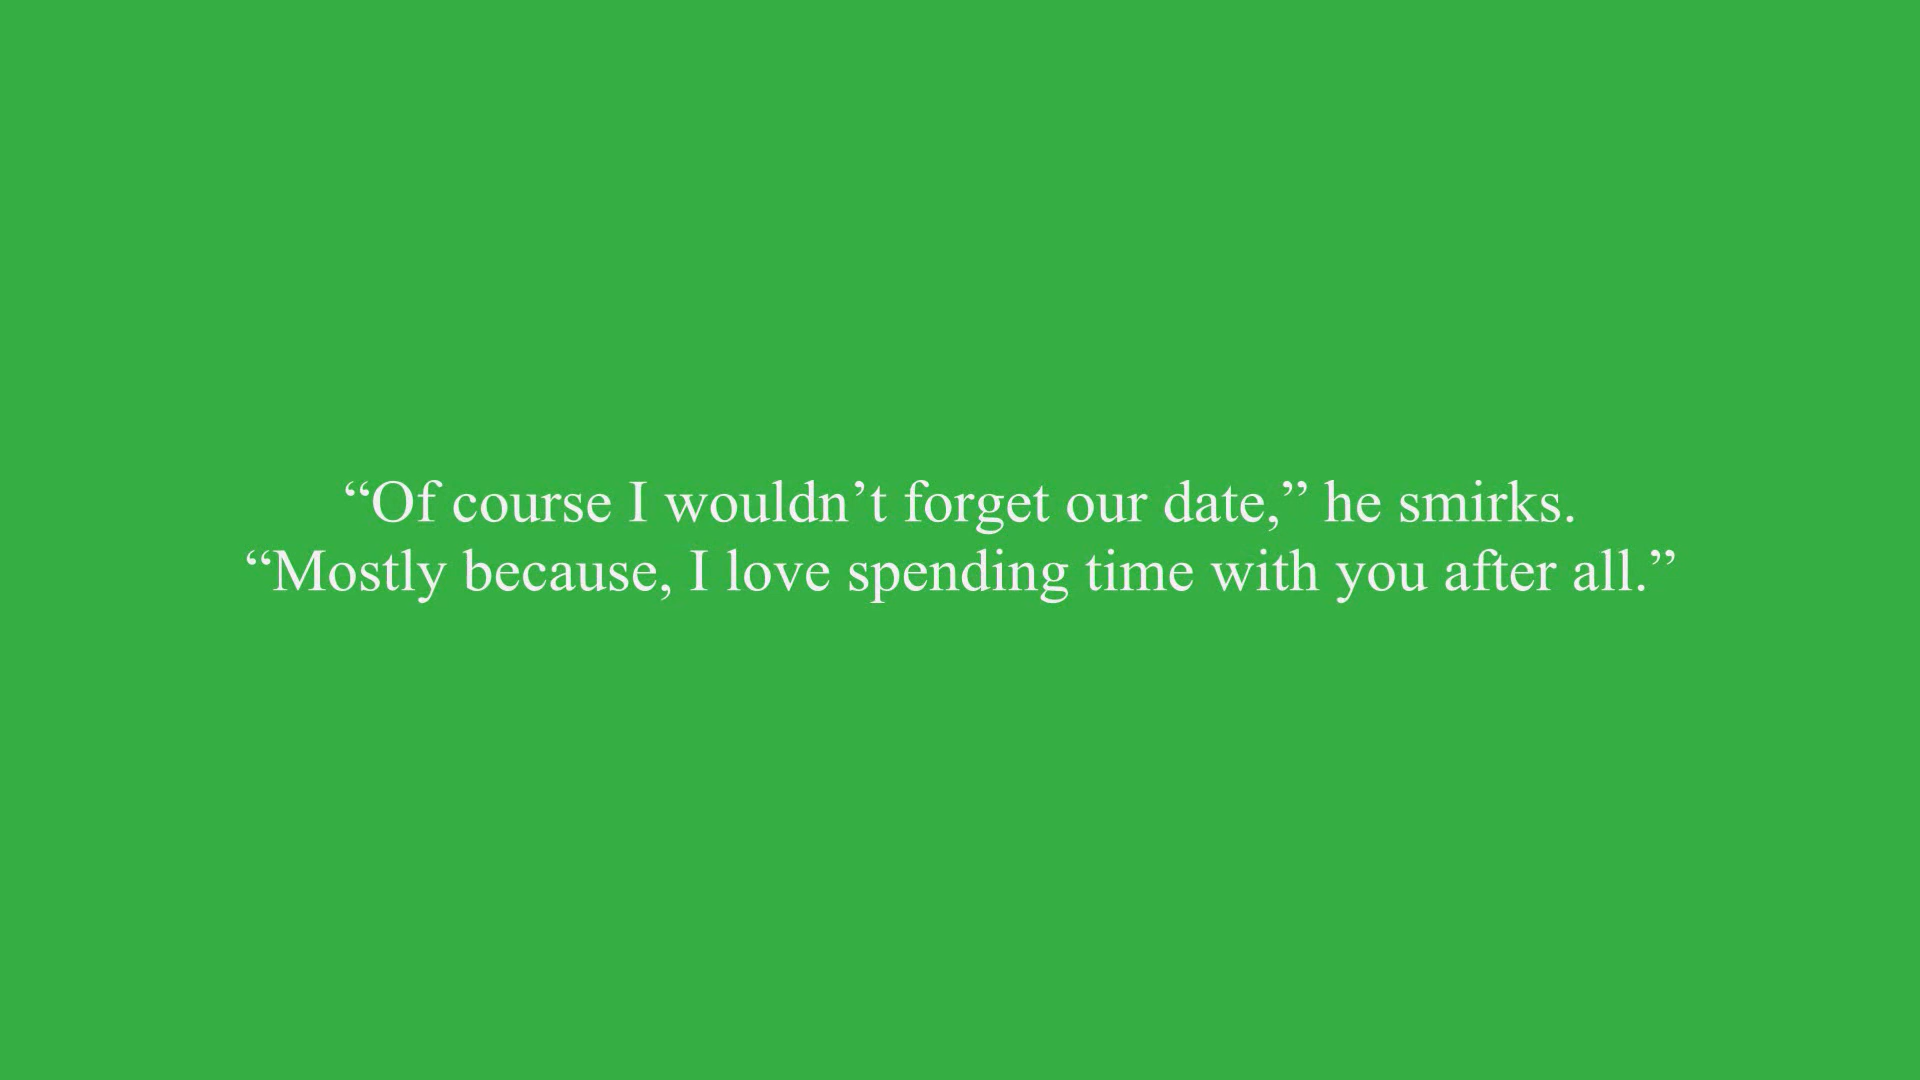 “Of course I wouldn’t forget our date,” he smirks.
“Mostly because, I love spending time with you after all.”